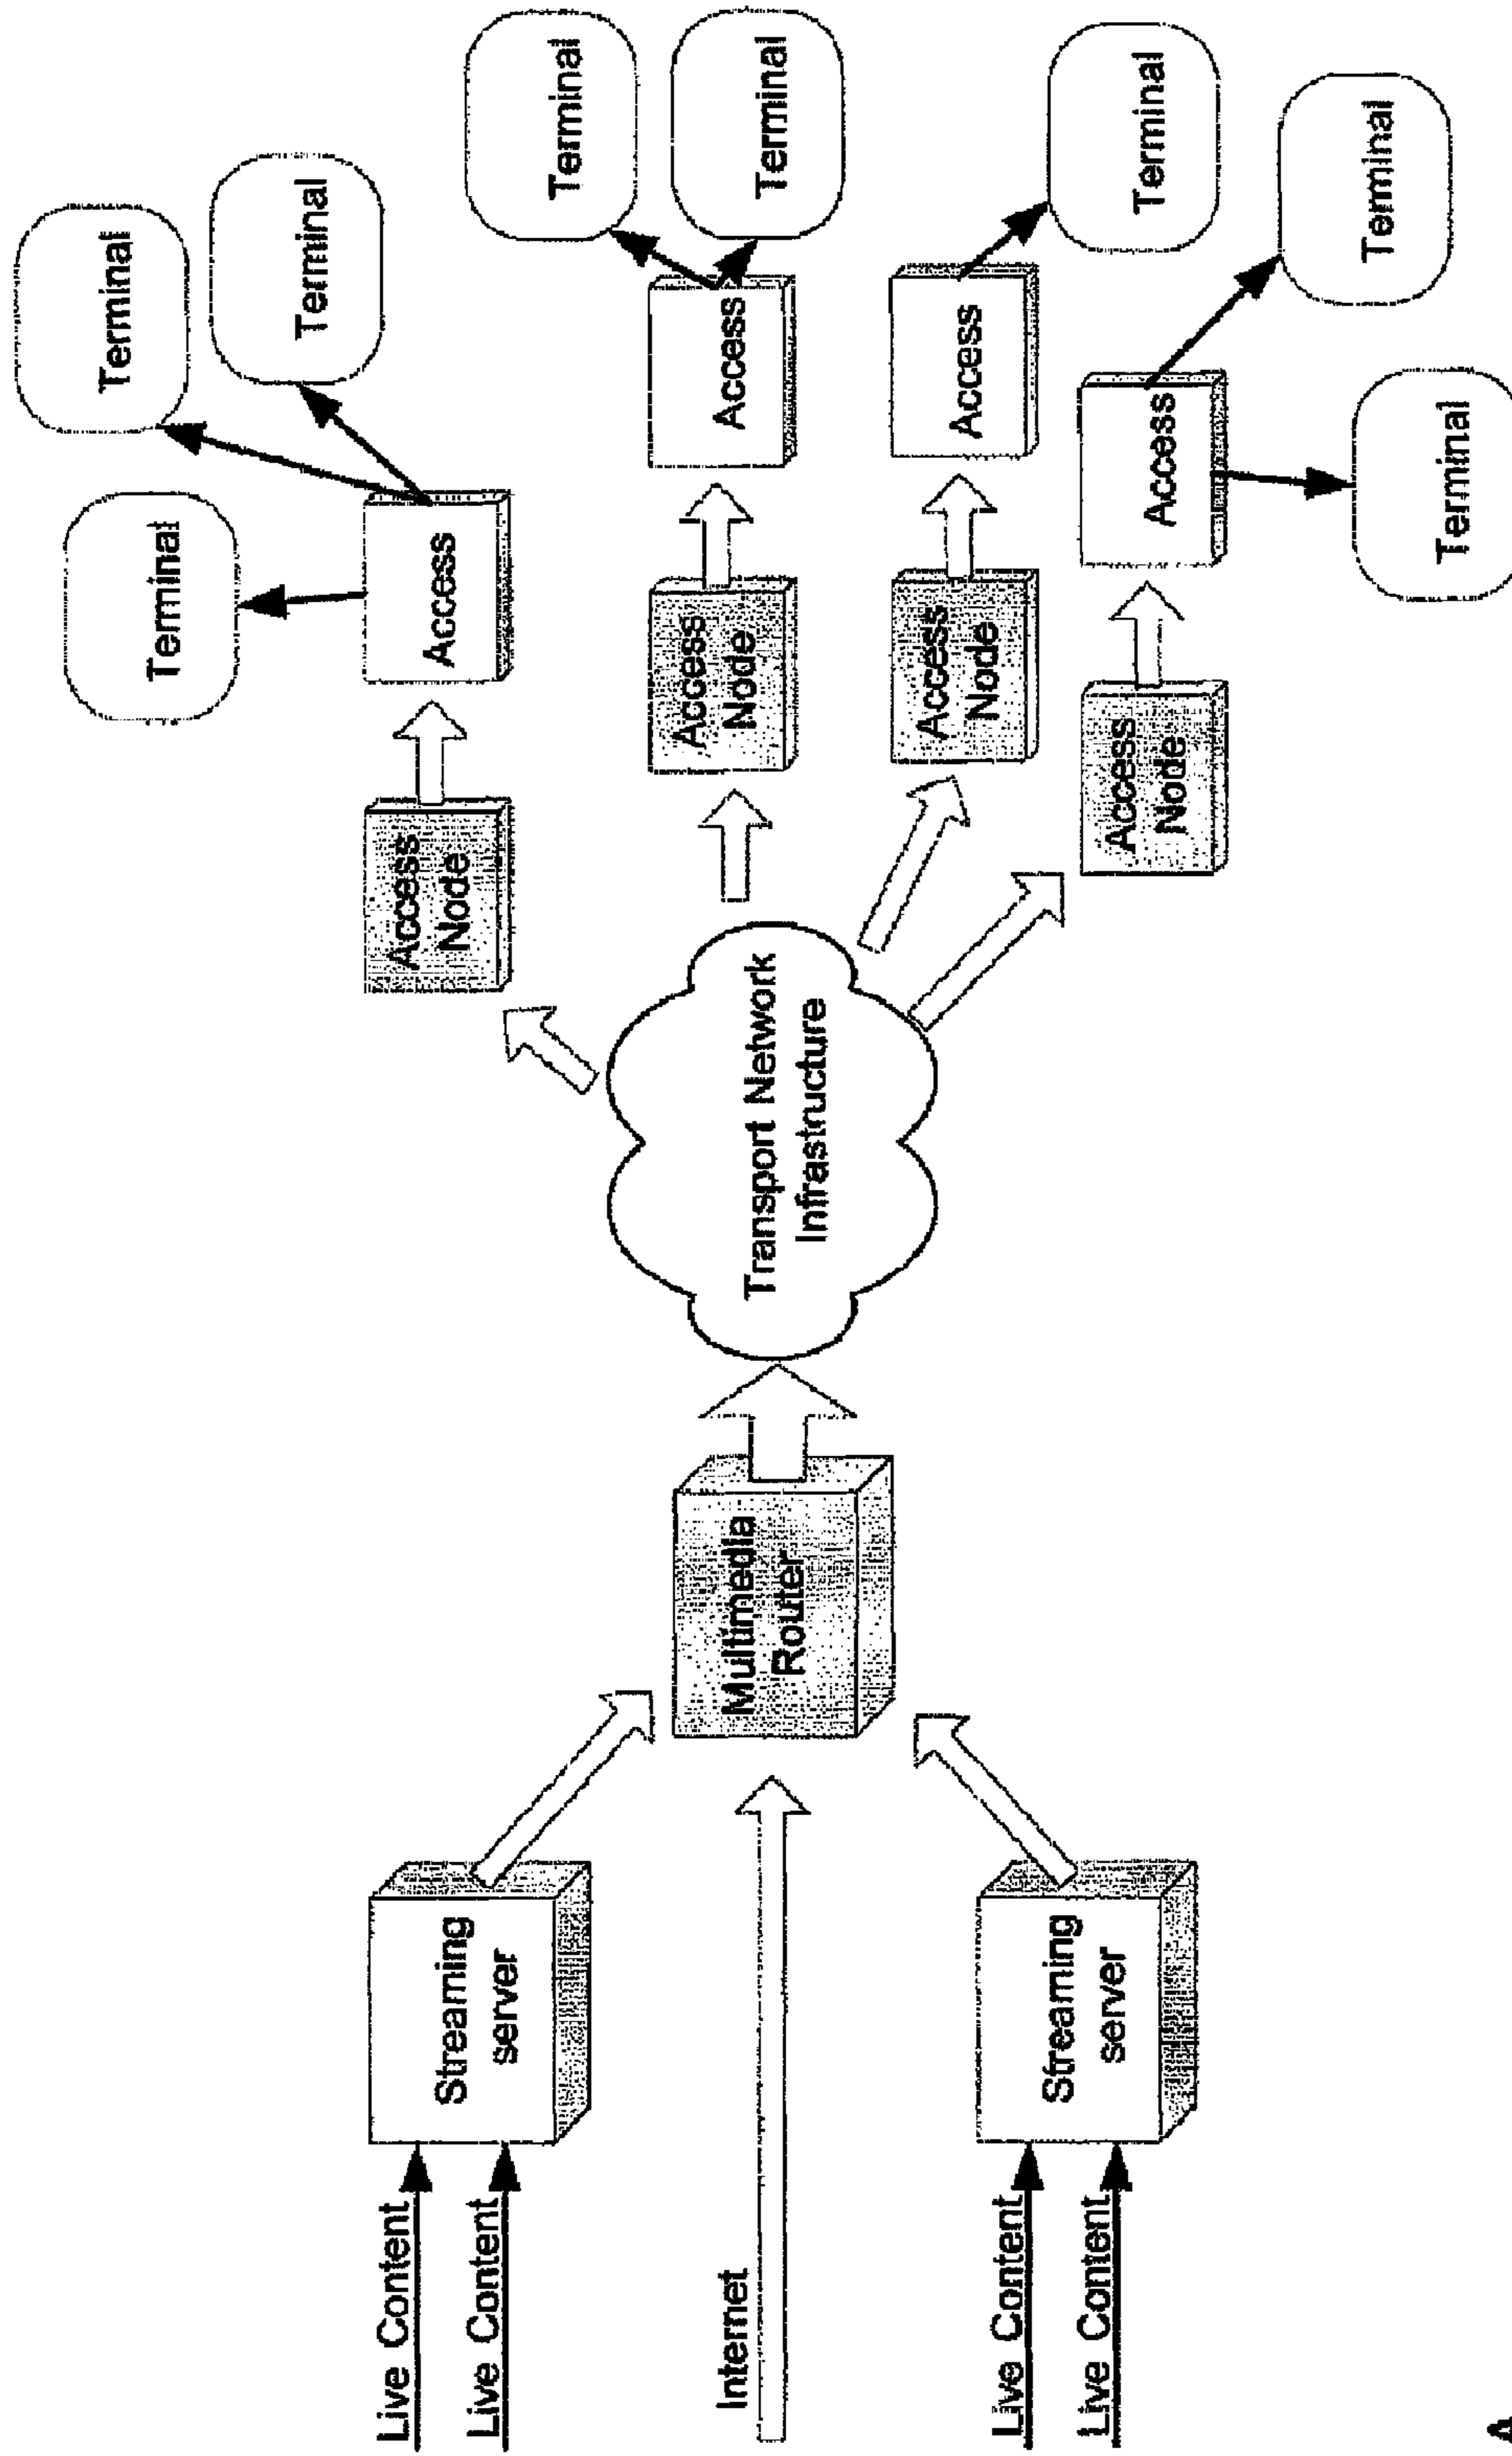 Live Content
Live Content
Internet
Live Content
Live Content
Streaming
server
Streaming
server
Multimedia
Router
Transport Network
Infrastructure
Access
Node
Access
Node
Access
Node
Access
Node
Access
Access
Access
Access
Terminal
Terminal
Terminal
Terminal
Terminal
Terminal
Terminal
Terminal